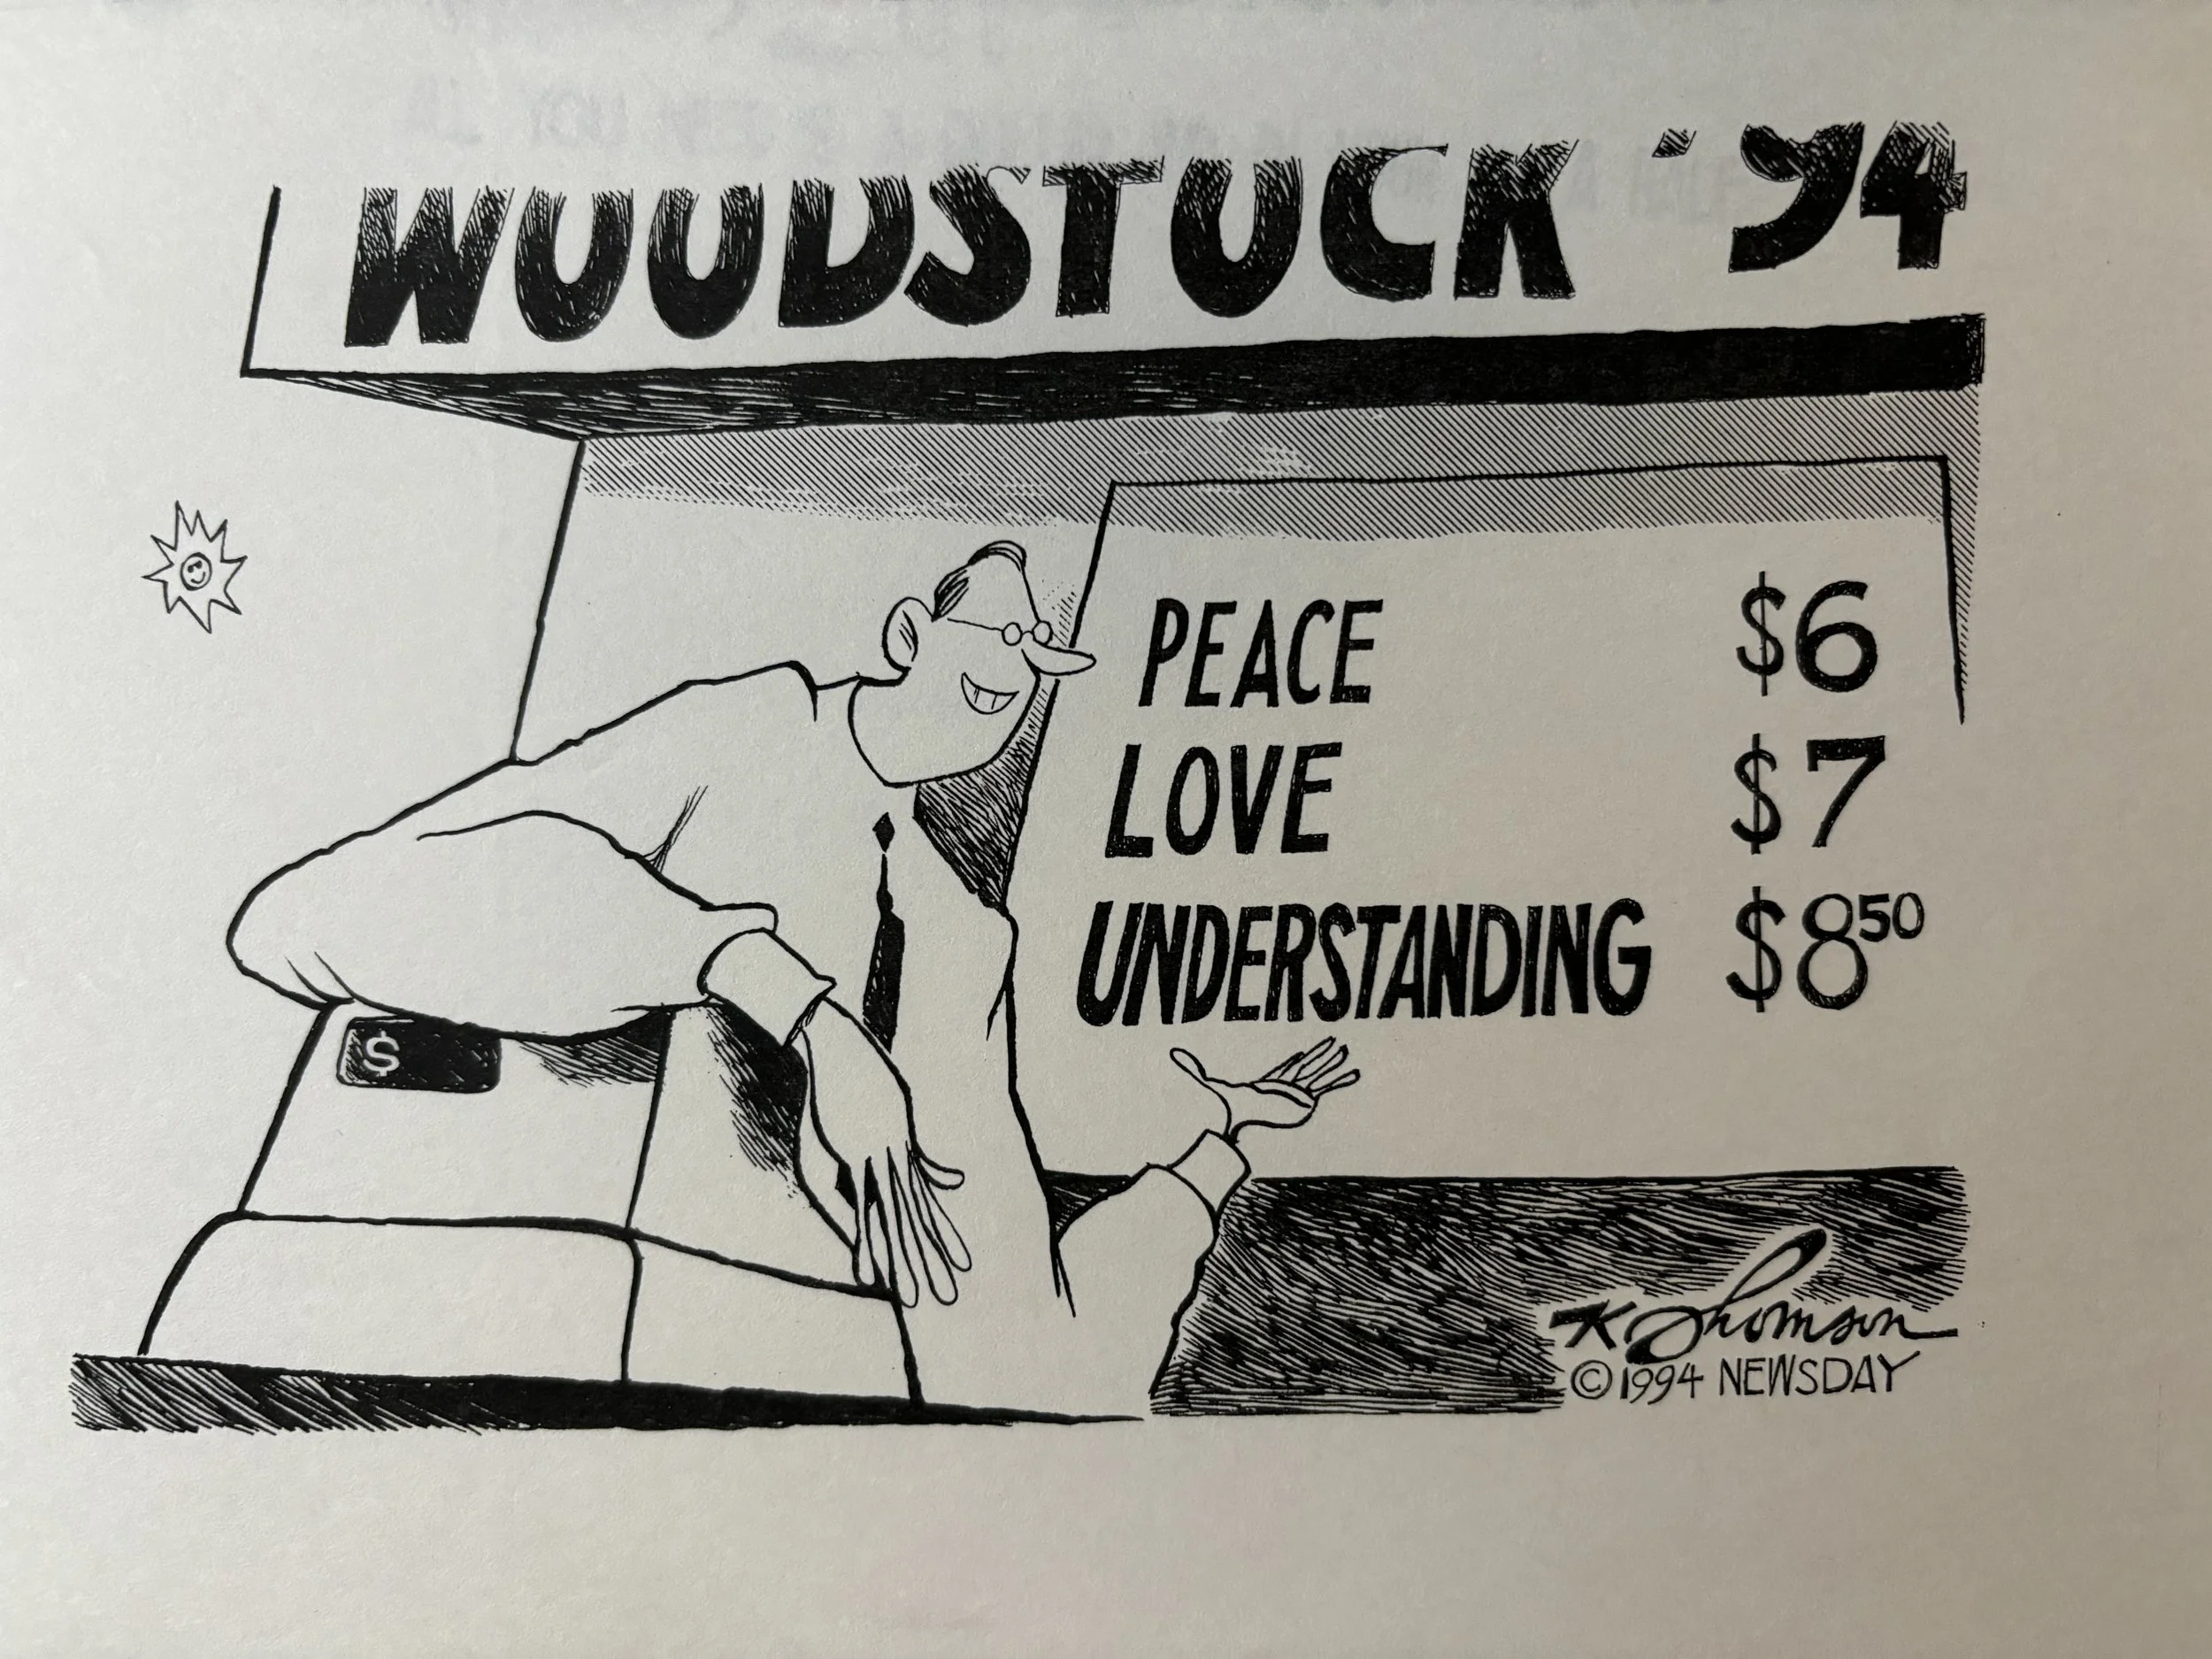 WOODSTOCK '94
PEACE $6
LOVE $7
UNDERSTANDING $8.50
$
K Thomson
© 1994 NEWSDAY